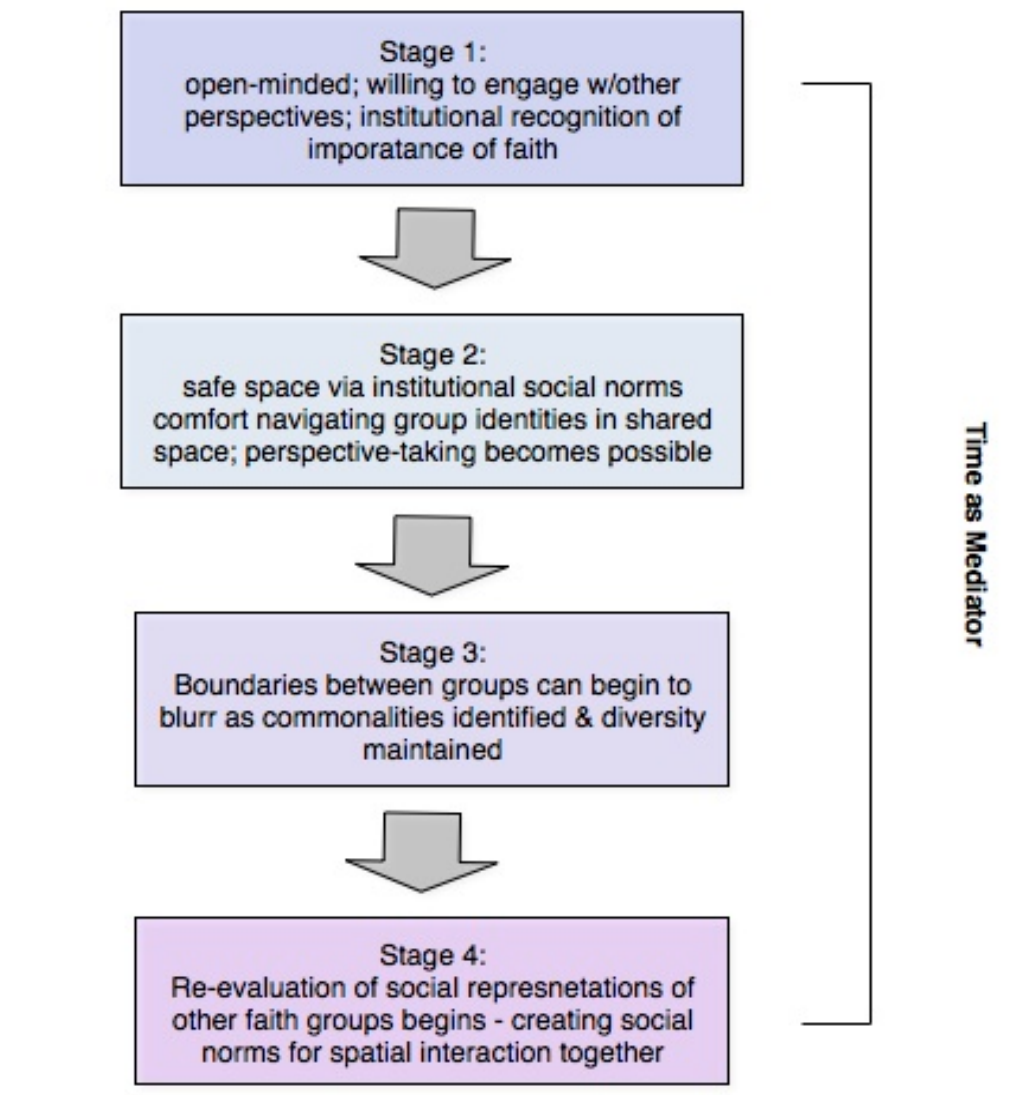 Stage 1:
open-minded; willing to engage w/other
perspectives; institutional recognition of
imporatance of faith
Stage 2:
safe space via institutional social norms
comfort navigating group identities in shared
space; perspective-taking becomes possible
Stage 3:
Boundaries between groups can begin to
blurr as commonalities identified & diversity
maintained
Stage 4:
Re-evaluation of social represnetations of
other faith groups begins - creating social
norms for spatial interaction together
Time as Mediator